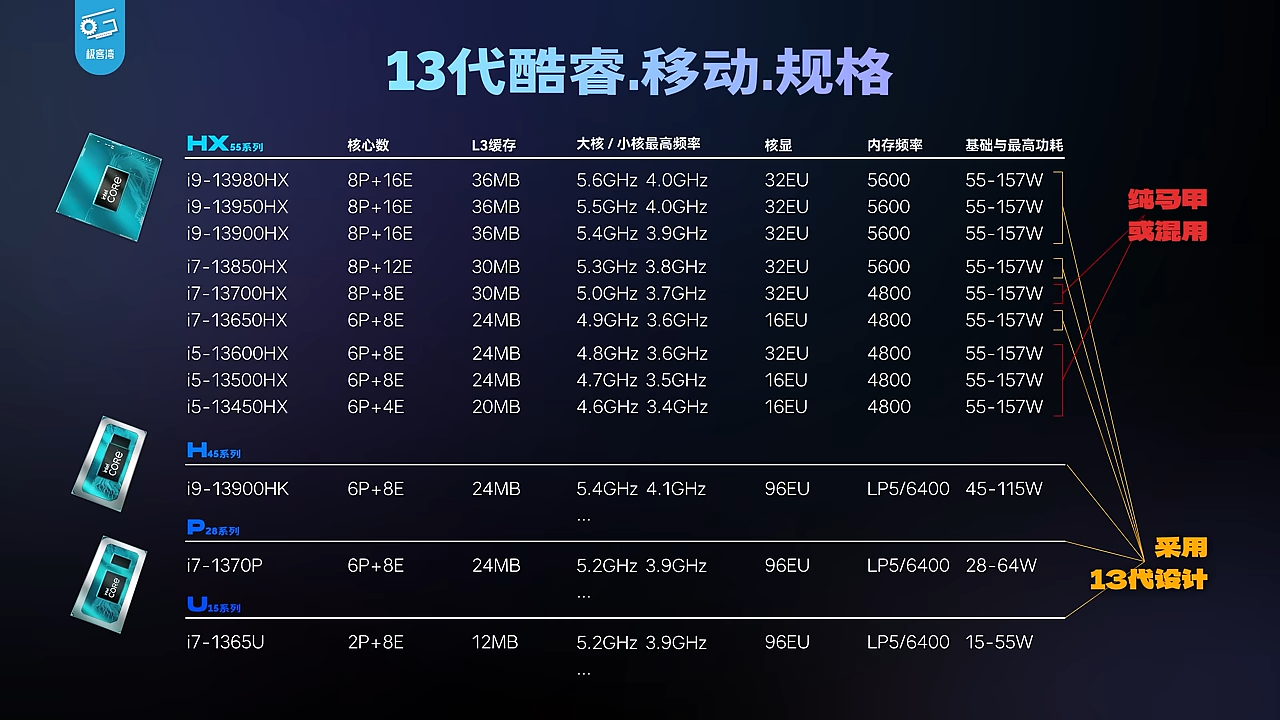 极客湾
13代酷睿.移动.规格
HX 55系列 核心数 L3缓存 大核 / 小核最高频率 核显 内存频率 基础与最高功耗
i9-13980HX 8P+16E 36MB 5.6GHz 4.0GHz 32EU 5600 55-157W
i9-13950HX 8P+16E 36MB 5.5GHz 4.0GHz 32EU 5600 55-157W
i9-13900HX 8P+16E 36MB 5.4GHz 3.9GHz 32EU 5600 55-157W
i7-13850HX 8P+12E 30MB 5.3GHz 3.8GHz 32EU 5600 55-157W
i7-13700HX 8P+8E 30MB 5.0GHz 3.7GHz 32EU 4800 55-157W
i7-13650HX 6P+8E 24MB 4.9GHz 3.6GHz 16EU 4800 55-157W
i5-13600HX 6P+8E 24MB 4.8GHz 3.6GHz 32EU 4800 55-157W
i5-13500HX 6P+8E 24MB 4.7GHz 3.5GHz 16EU 4800 55-157W
i5-13450HX 6P+4E 20MB 4.6GHz 3.4GHz 16EU 4800 55-157W
纯马甲
或混用
H 45系列
i9-13900HK 6P+8E 24MB 5.4GHz 4.1GHz 96EU LP5/6400 45-115W
...
P 28系列
i7-1370P 6P+8E 24MB 5.2GHz 3.9GHz 96EU LP5/6400 28-64W
...
U 15系列
i7-1365U 2P+8E 12MB 5.2GHz 3.9GHz 96EU LP5/6400 15-55W
...
采用
13代设计
intel
CORE
intel
CORE
intel
CORE